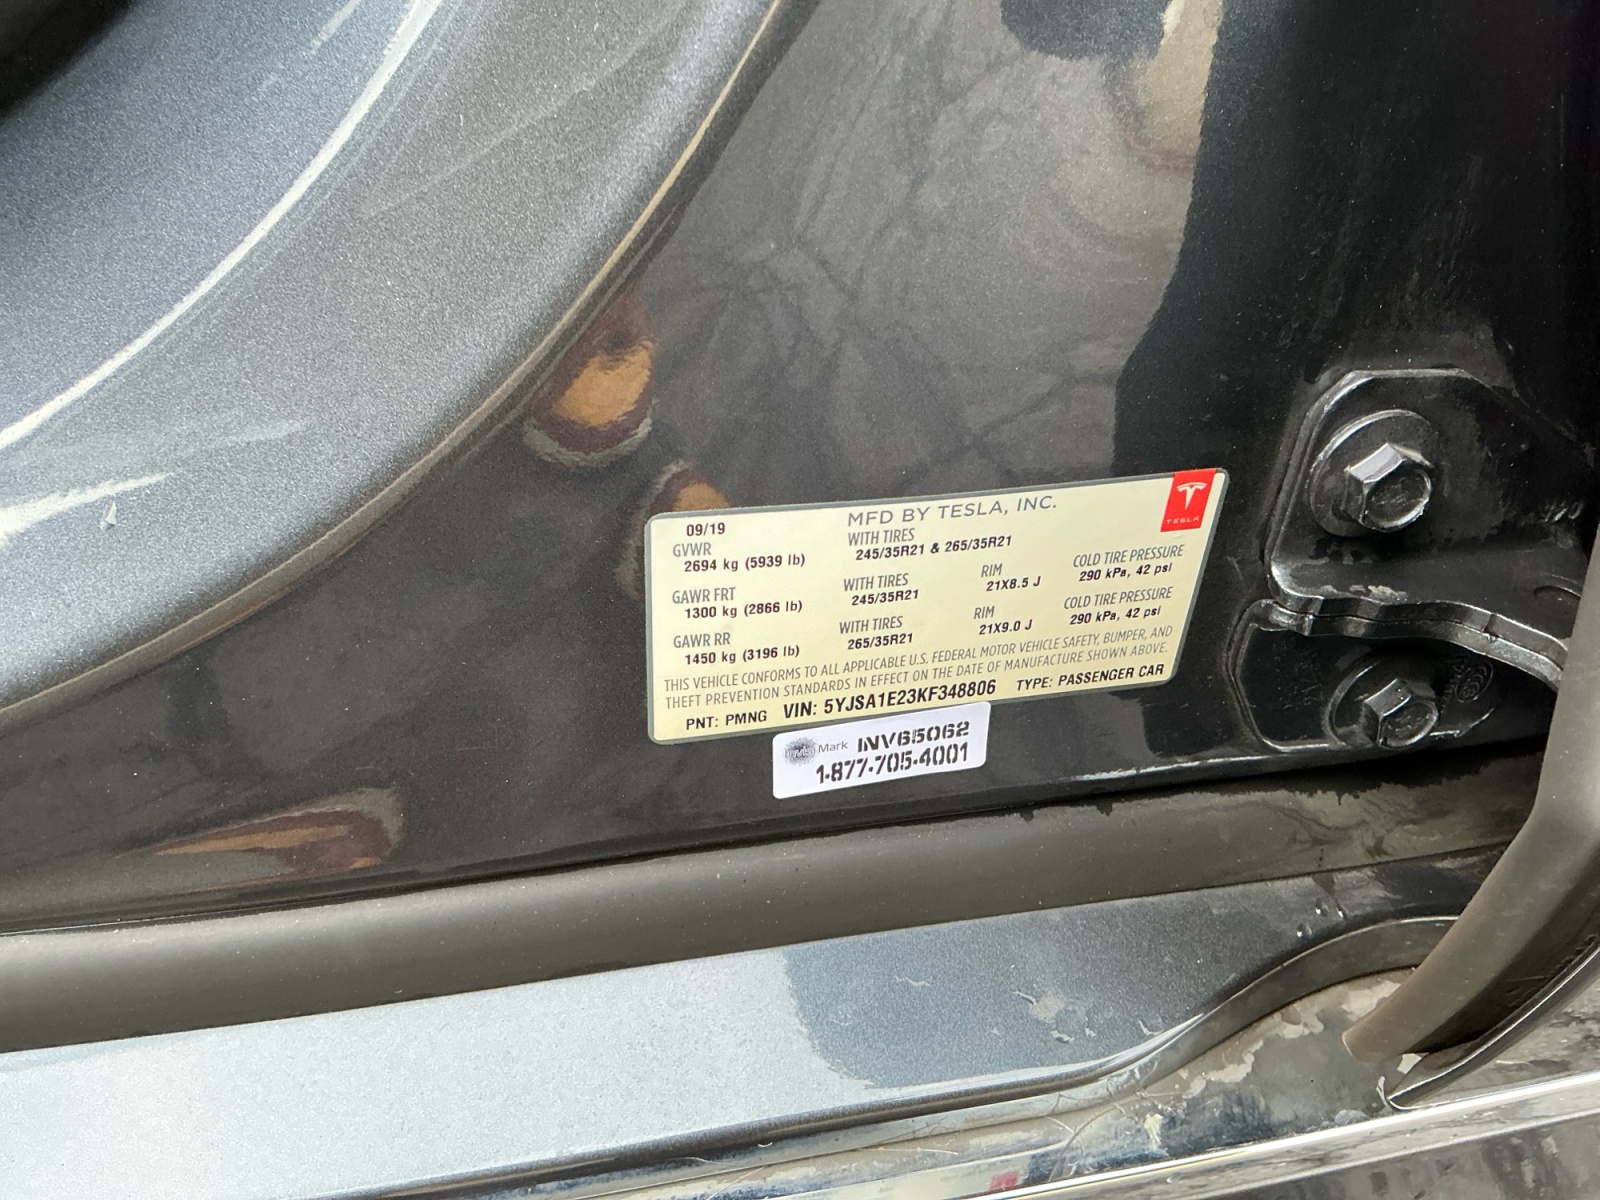 09/19
MFD BY TESLA, INC.
TESLA
GVWR
2694 kg (5939 lb)
WITH TIRES
245/35R21 & 265/35R21
GAWR FRT
1300 kg (2866 lb)
WITH TIRES
245/35R21
RIM
21X8.5 J
COLD TIRE PRESSURE
290 kPa, 42 psi
GAWR RR
1450 kg (3196 lb)
WITH TIRES
265/35R21
RIM
21X9.0 J
COLD TIRE PRESSURE
290 kPa, 42 psi
THIS VEHICLE CONFORMS TO ALL APPLICABLE U.S. FEDERAL MOTOR VEHICLE SAFETY, BUMPER, AND
THEFT PREVENTION STANDARDS IN EFFECT ON THE DATE OF MANUFACTURE SHOWN ABOVE.
PNT: PMNG VIN: 5YJSA1E23KF348806 TYPE: PASSENGER CAR
Mark INV65062
1-877-705-4001